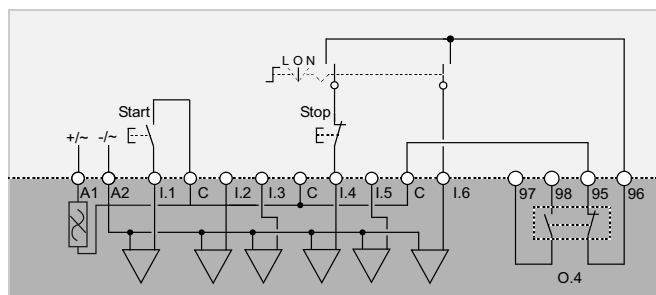 L O N
Start
Stop
+/~ -/~
A1 A2 I.1 C I.2 I.3 C I.4 I.5 C I.6 97 98 95 96
O.4